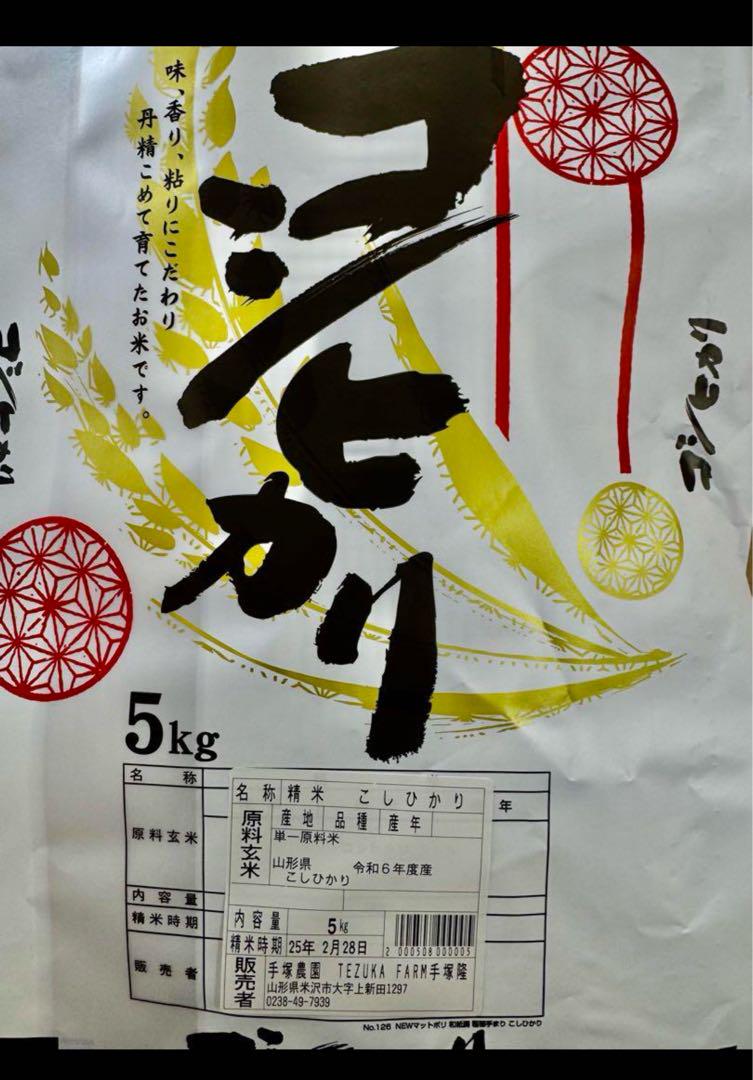 味、香り、粘りにこだわり
丹精こめて育てたお米です。
コシヒカリ
コシヒカリ
5kg
名称
原料玄米
内容量
精米時期
販売者
年
名称 精米 こしひかり
原料玄米
産地 品種 産年
単一原料米
山形県 令和6年度産
こしひかり
内容量 5kg
精米時期 25年 2月28日
2 000508 000005
販売者
手塚農園 TEZUKA FARM手塚隆
山形県米沢市大字上新田1297
0238-49-7939
No.126 NEWマットポリ 和紙調 稲穂手まり こしひかり